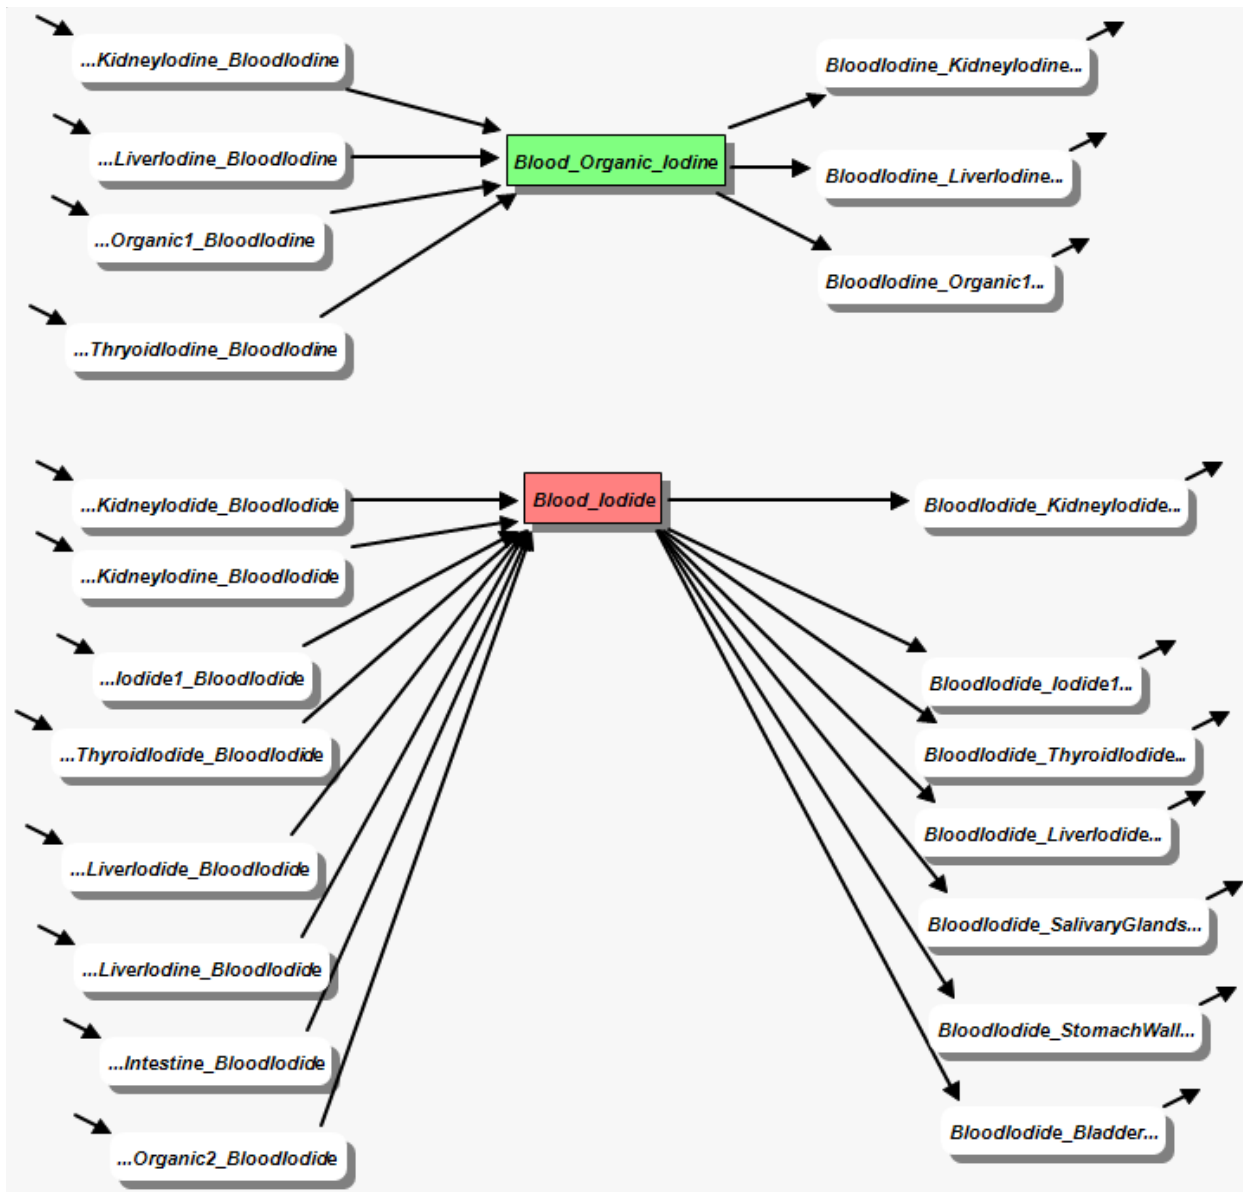 ...KidneyIodine_BloodIodine
BloodIodine_KidneyIodine...
...LiverIodine_BloodIodine
Blood_Organic_Iodine
BloodIodine_LiverIodine...
...Organic1_BloodIodine
BloodIodine_Organic1...
...ThryoidIodine_BloodIodine
...KidneyIodide_BloodIodide
Blood_Iodide
BloodIodide_KidneyIodide...
...KidneyIodine_BloodIodide
...Iodide1_BloodIodide
BloodIodide_Iodide1...
...ThyroidIodide_BloodIodide
BloodIodide_ThyroidIodide...
BloodIodide_LiverIodide...
...LiverIodide_BloodIodide
BloodIodide_SalivaryGlands...
...LiverIodine_BloodIodide
BloodIodide_StomachWall...
...Intestine_BloodIodide
BloodIodide_Bladder...
...Organic2_BloodIodide